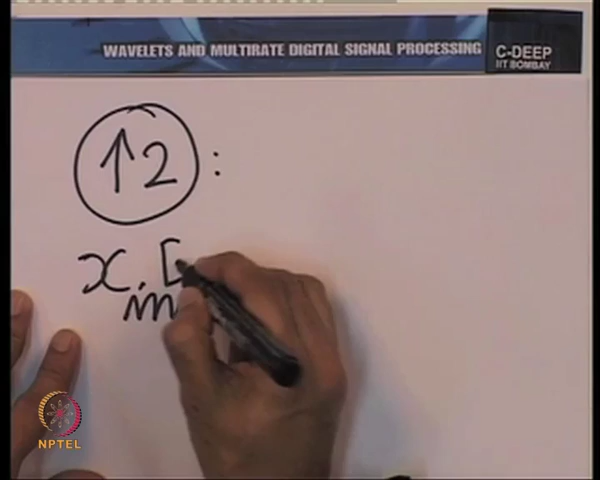 WAVELETS AND MULTIRATE DIGITAL SIGNAL PROCESSING
C-DEEP
IIT BOMBAY
↑2 :
x in [
NPTEL